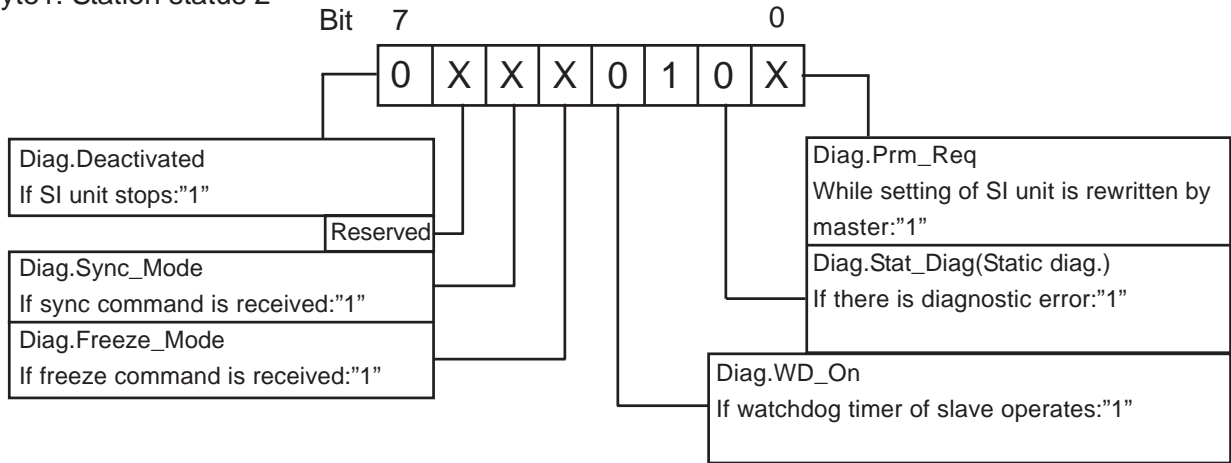 Station status 2
Bit 7 0
0 X X X 0 1 0 X
Diag.Deactivated
If SI unit stops:"1"
Reserved
Diag.Sync_Mode
If sync command is received:"1"
Diag.Freeze_Mode
If freeze command is received:"1"
Diag.Prm_Req
While setting of SI unit is rewritten by
master:"1"
Diag.Stat_Diag(Static diag.)
If there is diagnostic error:"1"
Diag.WD_On
If watchdog timer of slave operates:"1"